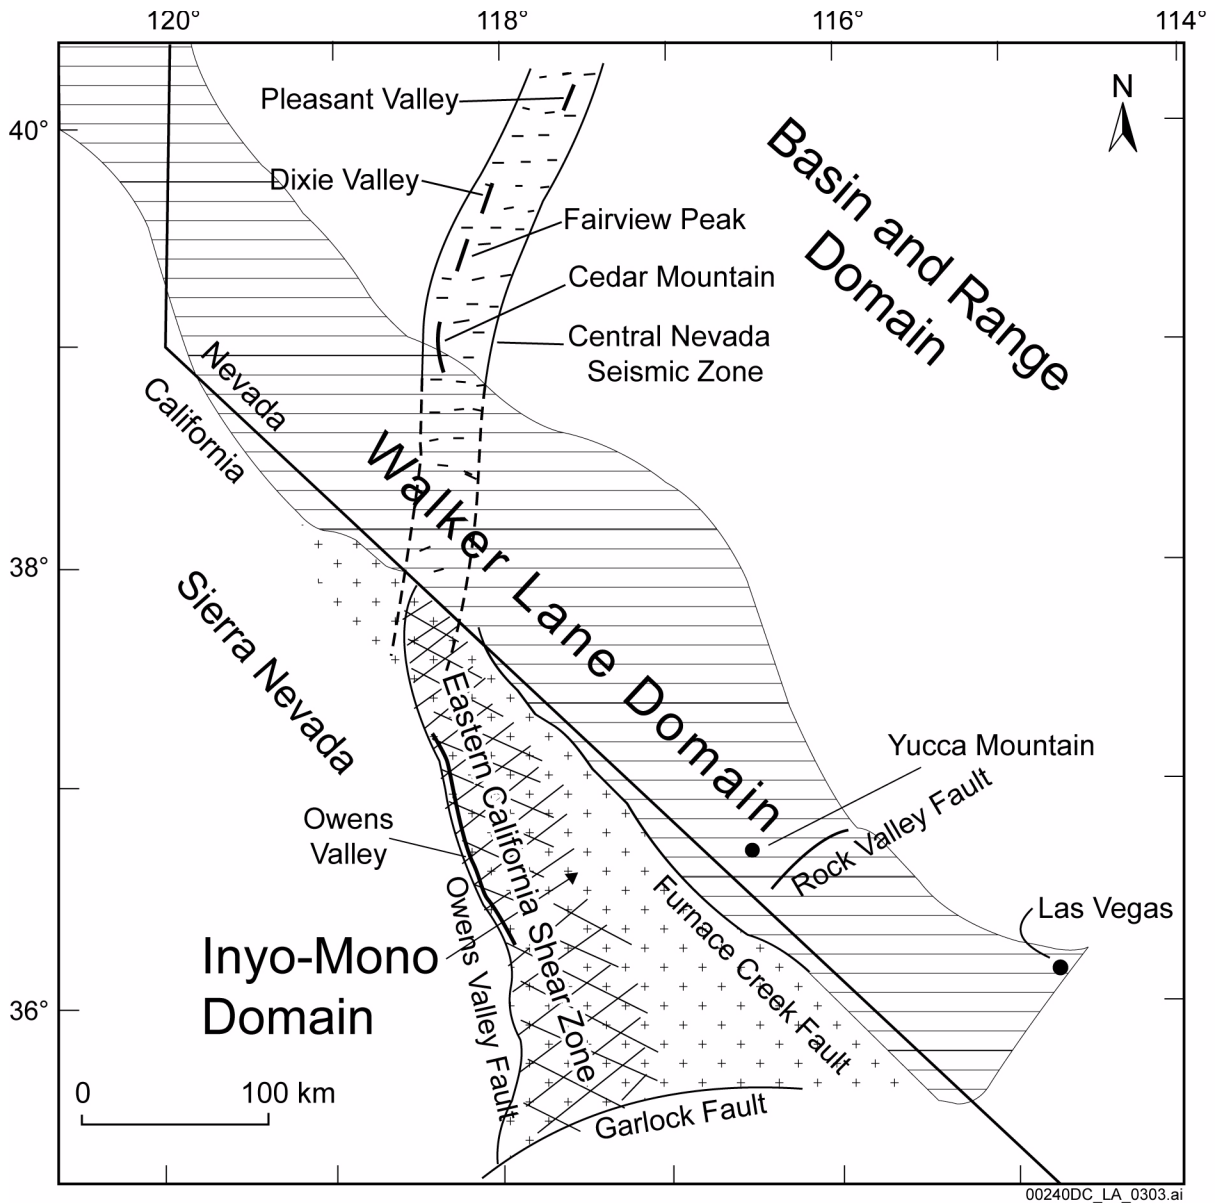 120°
118°
116°
114°
Pleasant Valley
N
40°
Basin and Range
Domain
Dixie Valley
Fairview Peak
Cedar Mountain
Central Nevada
Seismic Zone
Nevada
California
Walker Lane Domain
38°
Sierra Nevada
Eastern California Shear Zone
Yucca Mountain
Rock Valley Fault
Owens
Valley
Owens Valley Fault
Furnace Creek Fault
Las Vegas
Inyo-Mono
Domain
36°
0
100 km
Garlock Fault
00240DC_LA_0303.ai